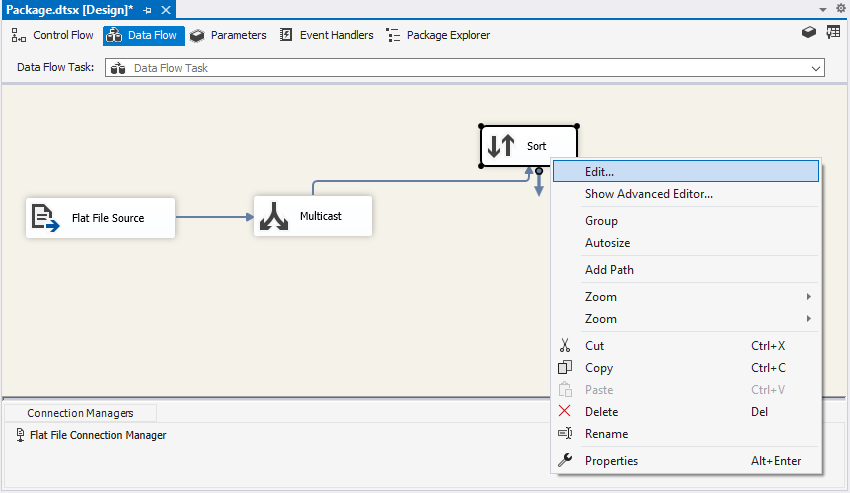 Package.dtsx [Design]*
Control Flow
Data Flow
Parameters
Event Handlers
Package Explorer
Data Flow Task:
Data Flow Task
Sort
Flat File Source
Multicast
Edit...
Show Advanced Editor...
Group
Autosize
Add Path
Zoom
Zoom
Cut Ctrl+X
Copy Ctrl+C
Paste Ctrl+V
Delete Del
Rename
Properties Alt+Enter
Connection Managers
Flat File Connection Manager